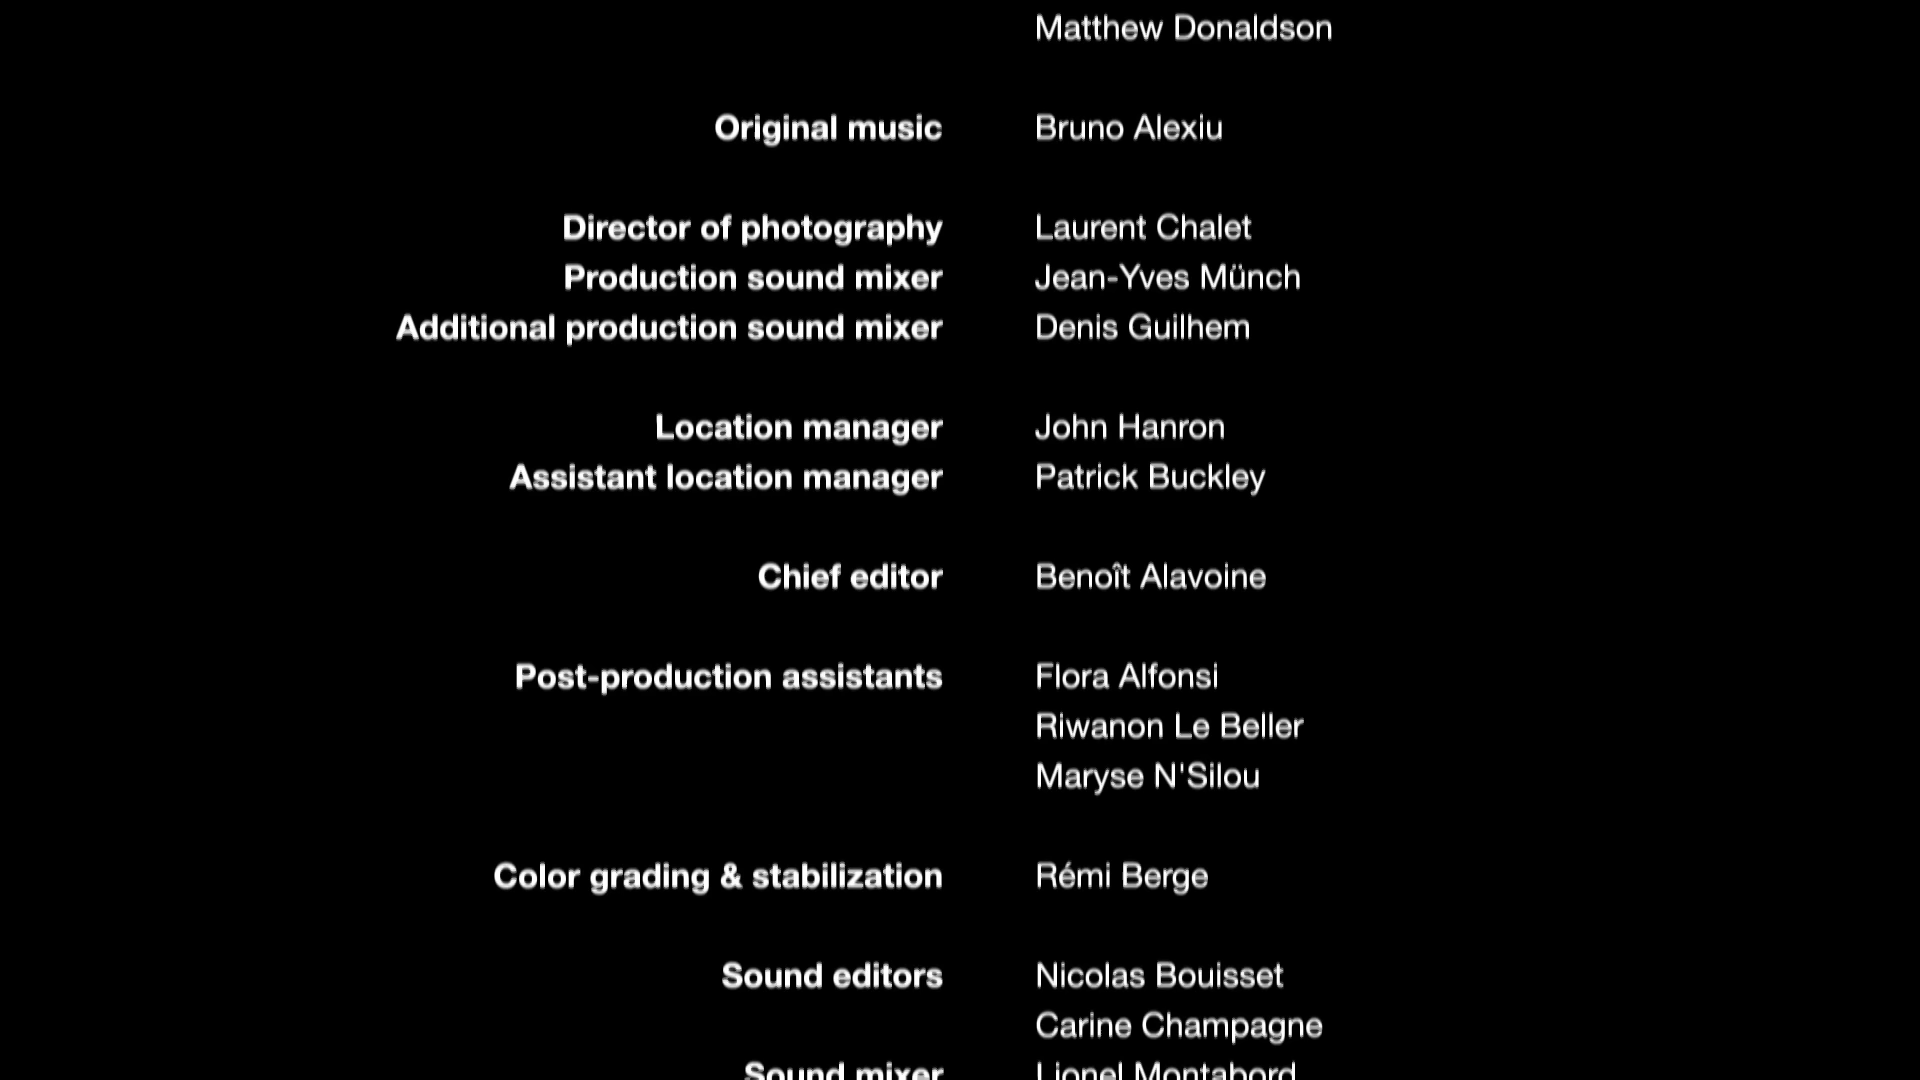 Matthew Donaldson
Original music Bruno Alexiu
Director of photography Laurent Chalet
Production sound mixer Jean-Yves Münch
Additional production sound mixer Denis Guilhem
Location manager John Hanron
Assistant location manager Patrick Buckley
Chief editor Benoît Alavoine
Post-production assistants Flora Alfonsi
Riwanon Le Beller
Maryse N'Silou
Color grading & stabilization Rémi Berge
Sound editors Nicolas Bouisset
Carine Champagne
Sound mixer Lionel Montabord